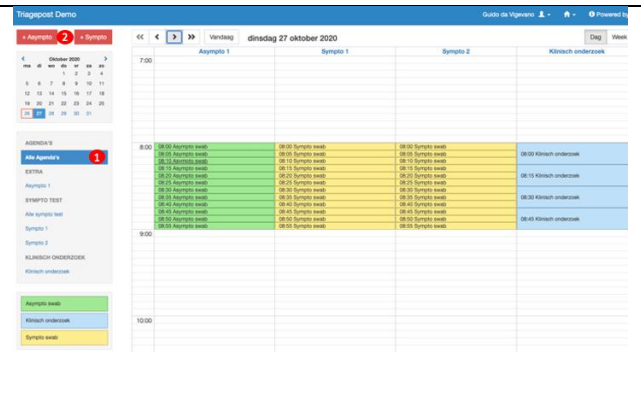 Triagepost Demo
Guido da Vigevano
Powered by
+ Asympto
2
+ Sympto
Vandaag
dinsdag 27 oktober 2020
Dag
Week
Oktober 2020
ma di wo do vr za zo
1 2 3 4
5 6 7 8 9 10 11
12 13 14 15 16 17 18
19 20 21 22 23 24 25
26 27 28 29 30 31
AGENDA'S
Alle Agenda's
1
EXTRA
Asympto 1
SYMPTO TEST
Alle sympto test
Sympto 1
Sympto 2
KLINISCH ONDERZOEK
Klinisch onderzoek
Asympto swab
Klinisch onderzoek
Sympto swab
Asympto 1 Sympto 1 Sympto 2 Klinisch onderzoek
7:00
8:00
08:00 Asympto swab 08:00 Sympto swab 08:00 Sympto swab 08:00 Klinisch onderzoek
08:05 Asympto swab 08:05 Sympto swab 08:05 Sympto swab
08:10 Asympto swab 08:10 Sympto swab 08:10 Sympto swab
08:15 Asympto swab 08:15 Sympto swab 08:15 Sympto swab 08:15 Klinisch onderzoek
08:20 Asympto swab 08:20 Sympto swab 08:20 Sympto swab
08:25 Asympto swab 08:25 Sympto swab 08:25 Sympto swab
08:30 Asympto swab 08:30 Sympto swab 08:30 Sympto swab 08:30 Klinisch onderzoek
08:35 Asympto swab 08:35 Sympto swab 08:35 Sympto swab
08:40 Asympto swab 08:40 Sympto swab 08:40 Sympto swab
08:45 Asympto swab 08:45 Sympto swab 08:45 Sympto swab 08:45 Klinisch onderzoek
08:50 Asympto swab 08:50 Sympto swab 08:50 Sympto swab
08:55 Asympto swab 08:55 Sympto swab 08:55 Sympto swab
9:00
10:00